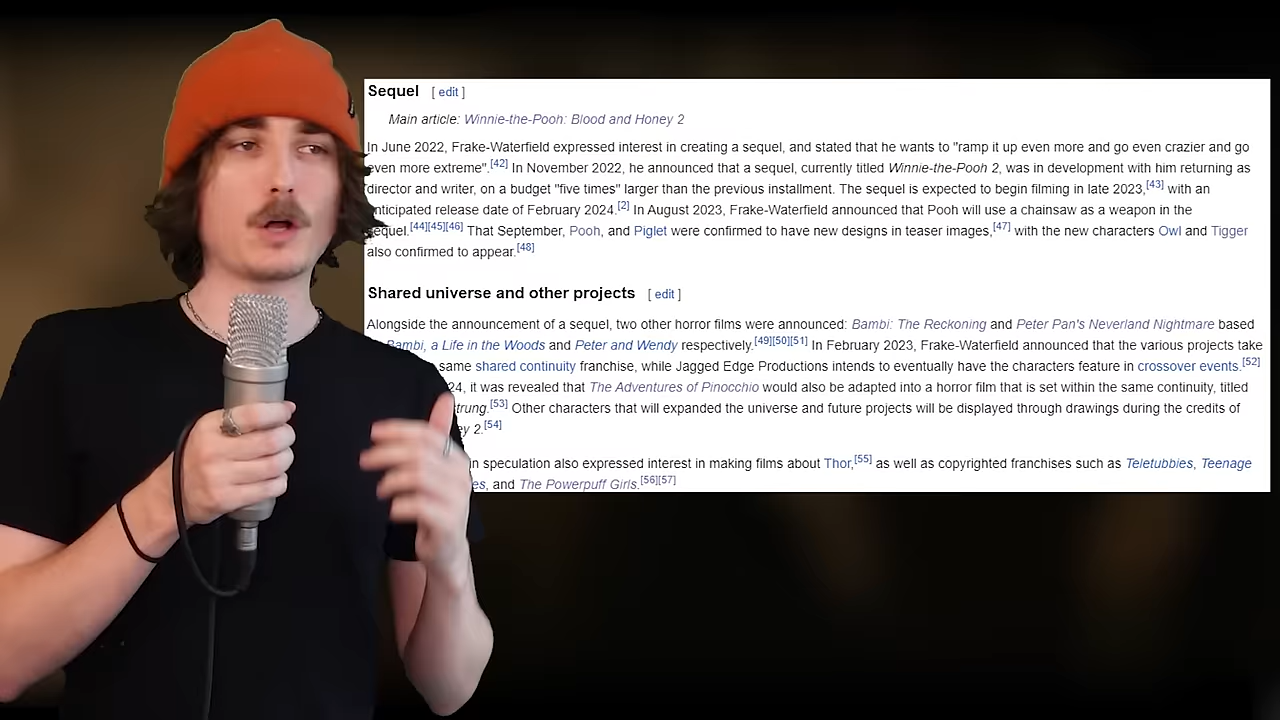 Sequel [ edit ]
Main article: Winnie-the-Pooh: Blood and Honey 2
In June 2022, Frake-Waterfield expressed interest in creating a sequel, and stated that he wants to "ramp it up even more and go even crazier and go
even more extreme".[42] In November 2022, he announced that a sequel, currently titled Winnie-the-Pooh 2, was in development with him returning as
director and writer, on a budget "five times" larger than the previous installment. The sequel is expected to begin filming in late 2023,[43] with an
anticipated release date of February 2024.[2] In August 2023, Frake-Waterfield announced that Pooh will use a chainsaw as a weapon in the
sequel.[44][45][46] That September, Pooh, and Piglet were confirmed to have new designs in teaser images,[47] with the new characters Owl and Tigger
also confirmed to appear.[48]
Shared universe and other projects [ edit ]
Alongside the announcement of a sequel, two other horror films were announced: Bambi: The Reckoning and Peter Pan's Neverland Nightmare based
Bambi, a Life in the Woods and Peter and Wendy respectively.[49][50][51] In February 2023, Frake-Waterfield announced that the various projects take
same shared continuity franchise, while Jagged Edge Productions intends to eventually have the characters feature in crossover events.[52]
24, it was revealed that The Adventures of Pinocchio would also be adapted into a horror film that is set within the same continuity, titled
trung.[53] Other characters that will expanded the universe and future projects will be displayed through drawings during the credits of
ey 2.[54]
in speculation also expressed interest in making films about Thor,[55] as well as copyrighted franchises such as Teletubbies, Teenage
es, and The Powerpuff Girls.[56][57]